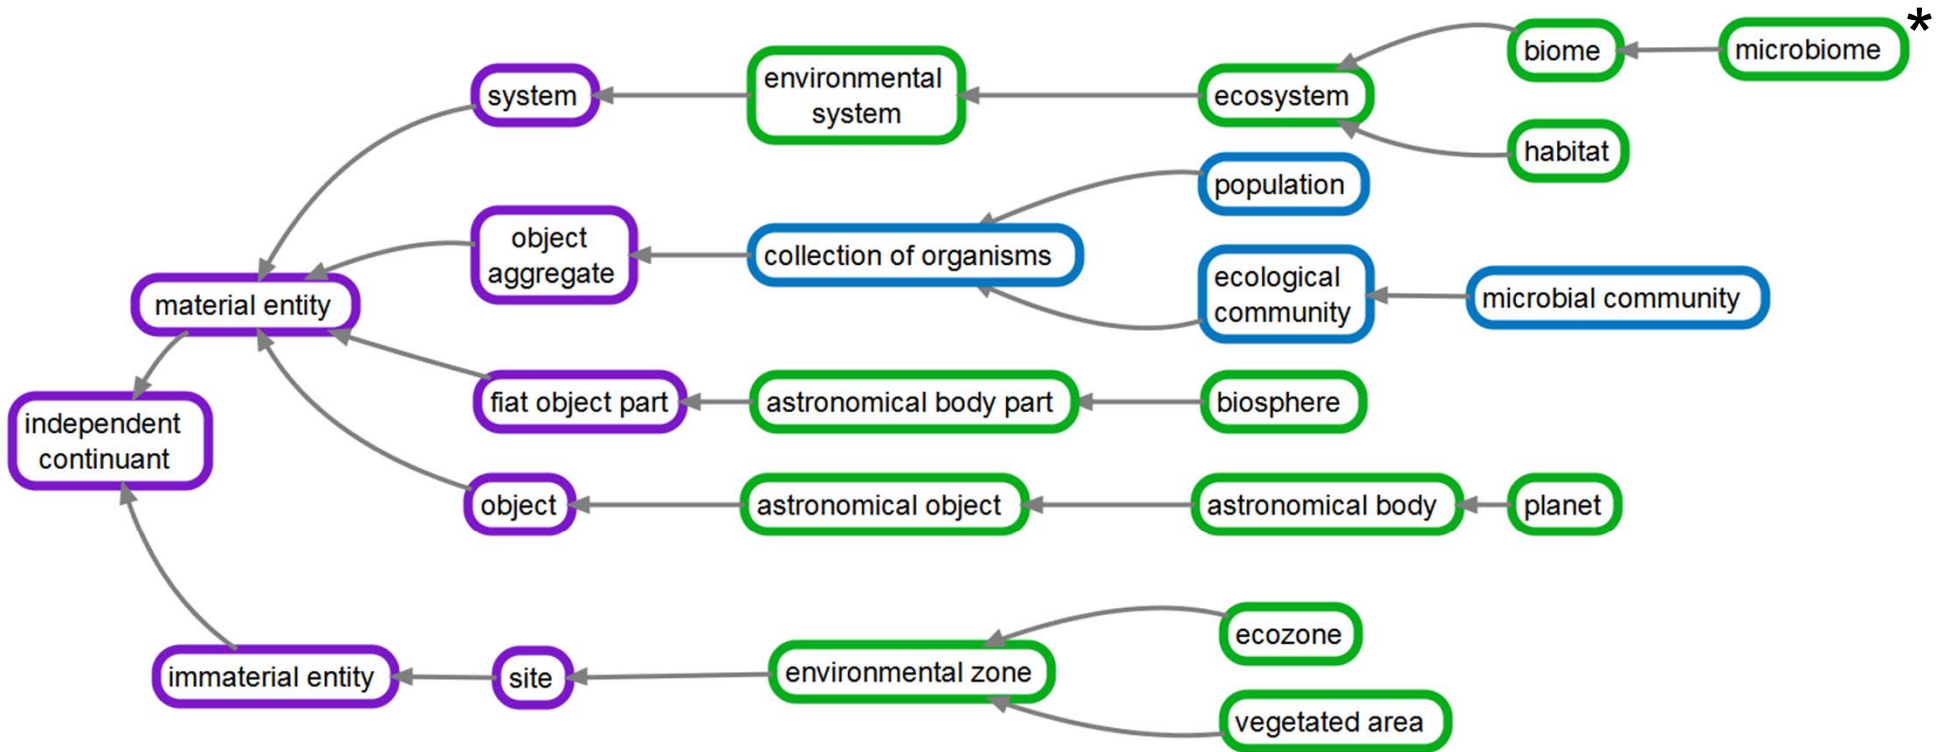 biome
microbiome
*
system
environmental
system
ecosystem
habitat
population
object
aggregate
collection of organisms
ecological
community
microbial community
material entity
independent
continuant
fiat object part
astronomical body part
biosphere
object
astronomical object
astronomical body
planet
ecozone
immaterial entity
site
environmental zone
vegetated area